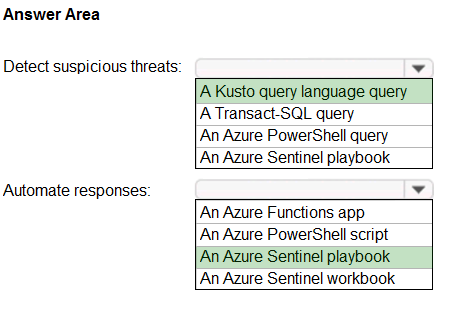 Answer Area
Detect suspicious threats:
A Kusto query language query
A Transact-SQL query
An Azure PowerShell query
An Azure Sentinel playbook
Automate responses:
An Azure Functions app
An Azure PowerShell script
An Azure Sentinel playbook
An Azure Sentinel workbook